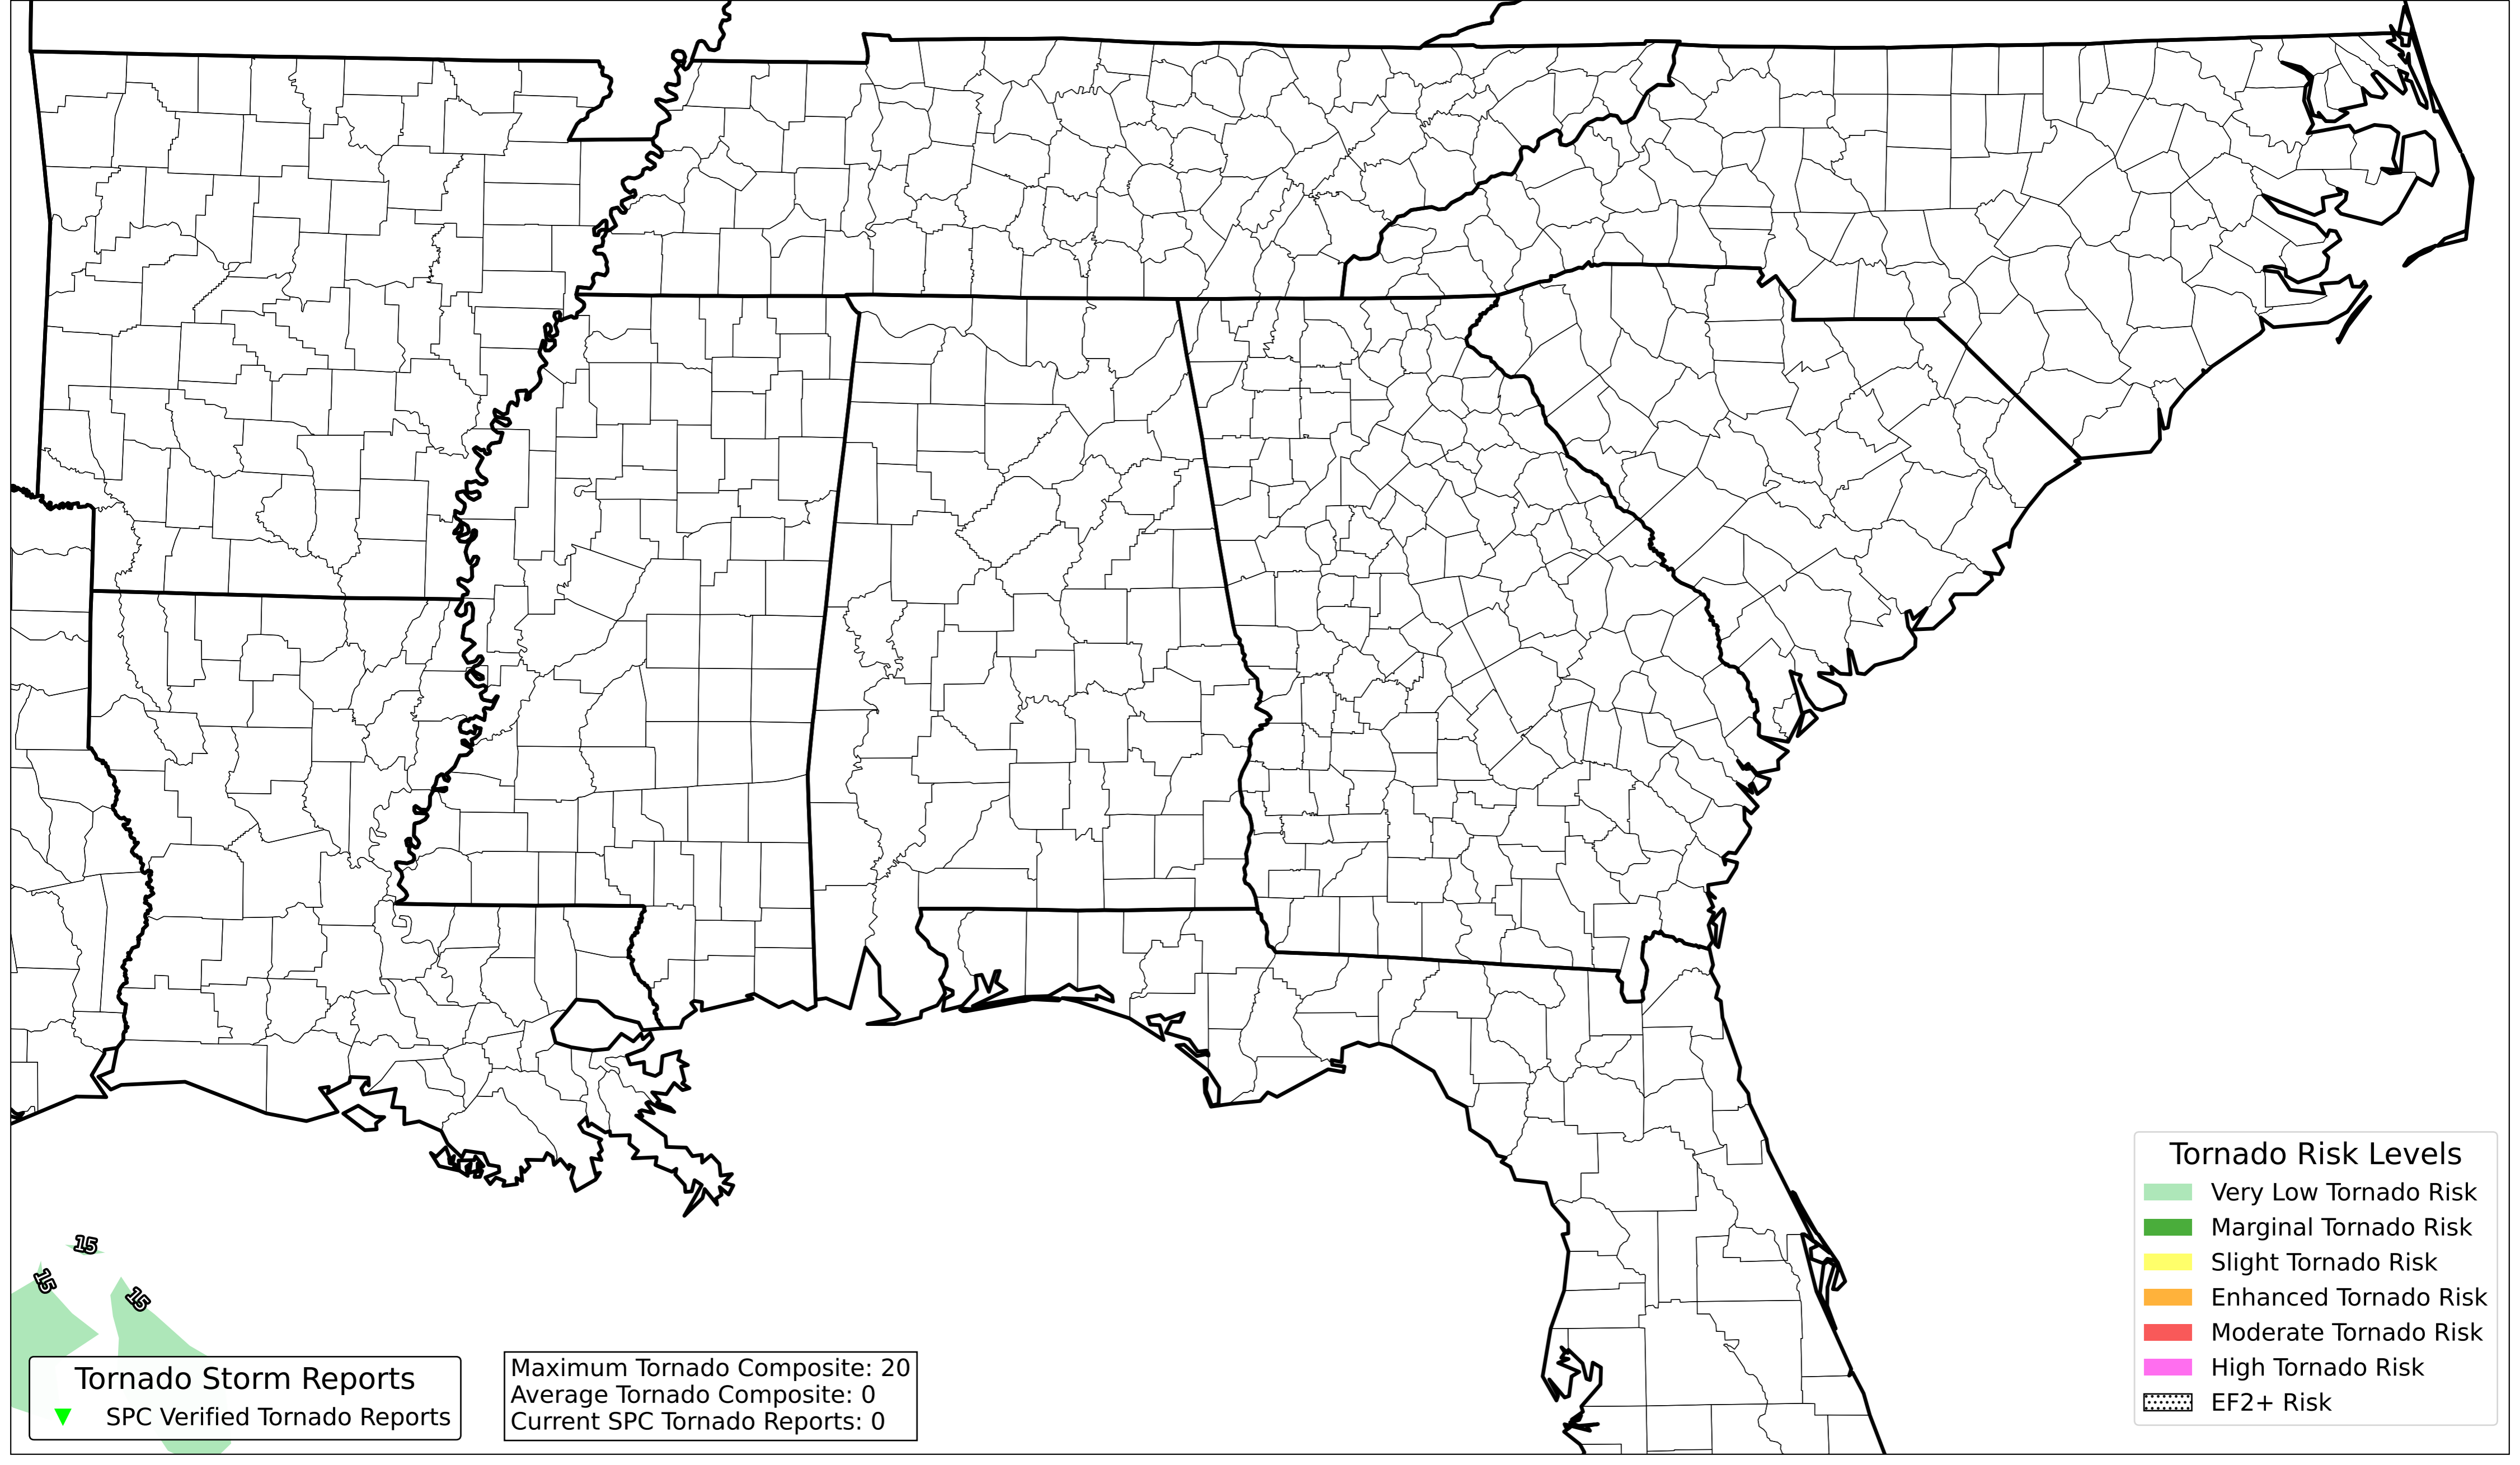 15
15
15
Tornado Storm Reports
SPC Verified Tornado Reports
Maximum Tornado Composite: 20
Average Tornado Composite: 0
Current SPC Tornado Reports: 0
Tornado Risk Levels
Very Low Tornado Risk
Marginal Tornado Risk
Slight Tornado Risk
Enhanced Tornado Risk
Moderate Tornado Risk
High Tornado Risk
EF2+ Risk